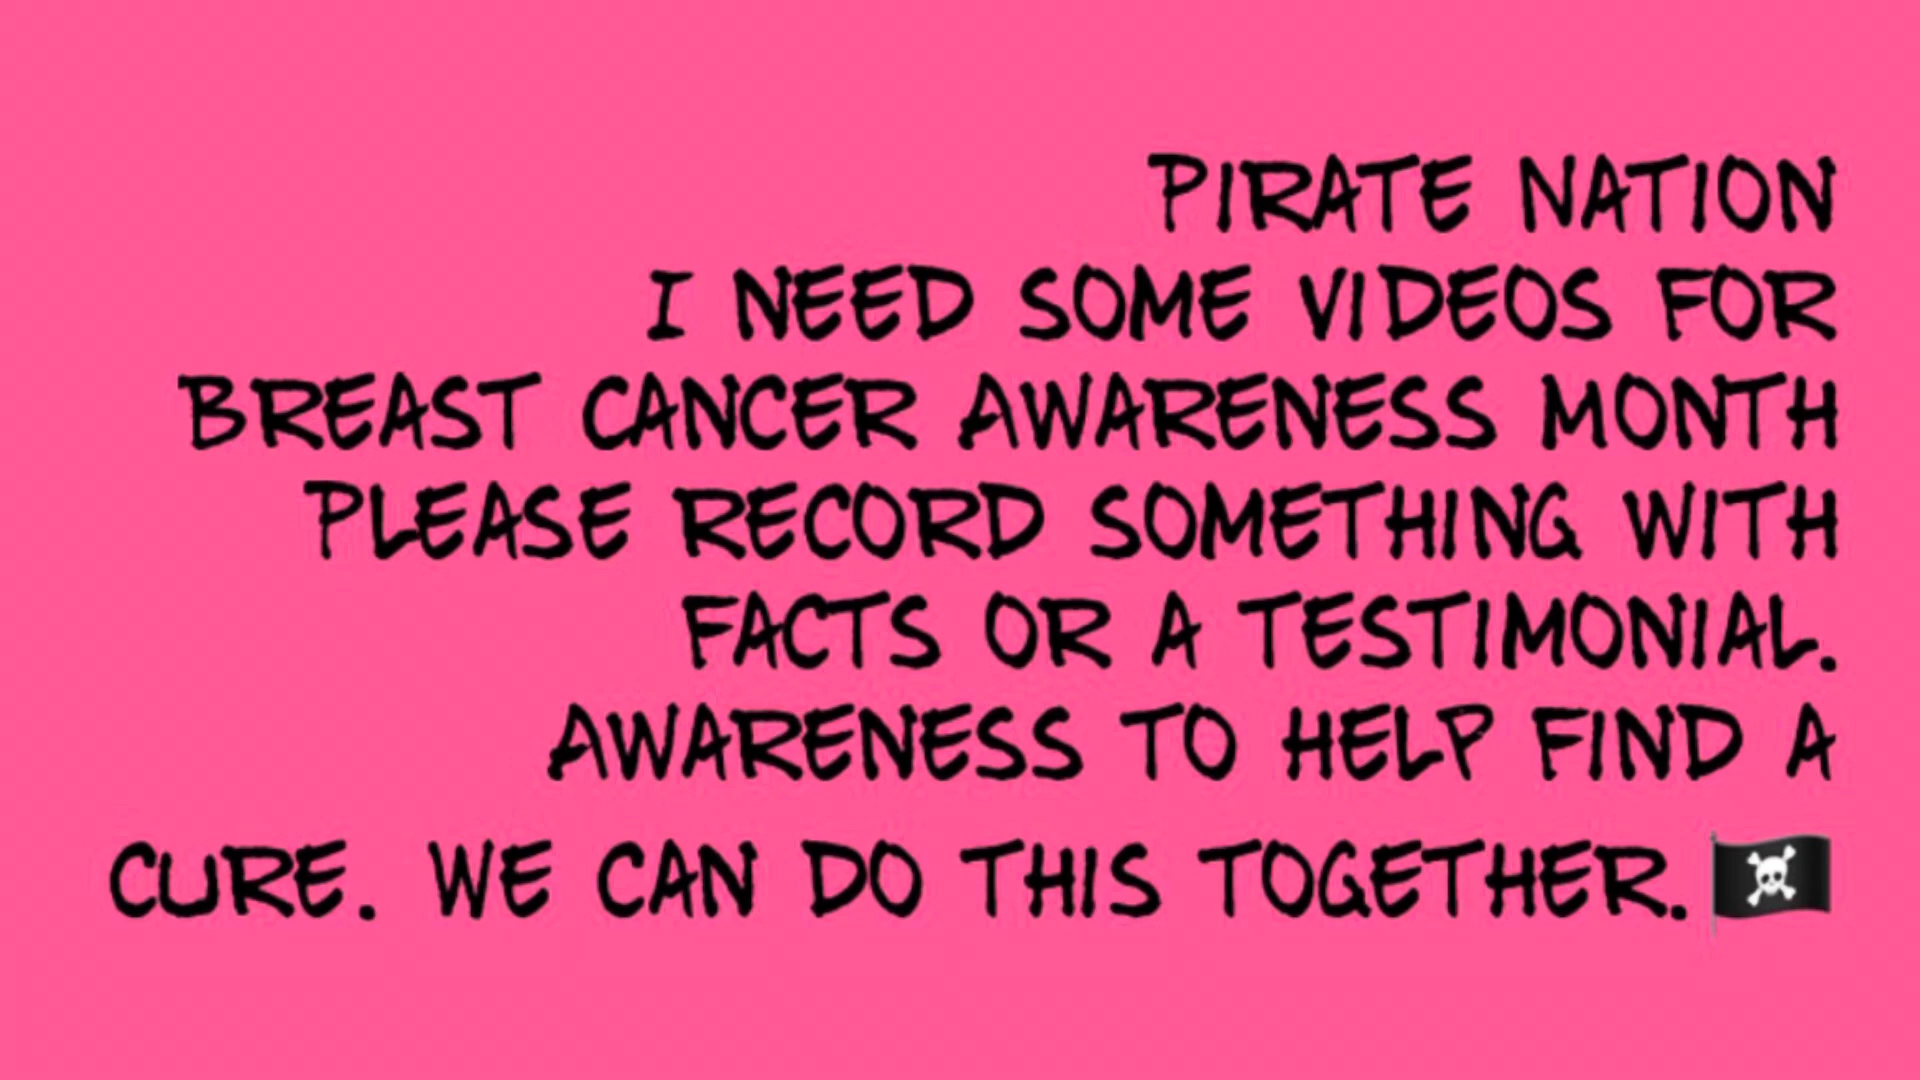 PIRATE NATION
I NEED SOME VIDEOS FOR
BREAST CANCER AWARENESS MONTH
PLEASE RECORD SOMETHING WITH
FACTS OR A TESTIMONIAL.
AWARENESS TO HELP FIND A
CURE. WE CAN DO THIS TOGETHER. 🏴‍☠️